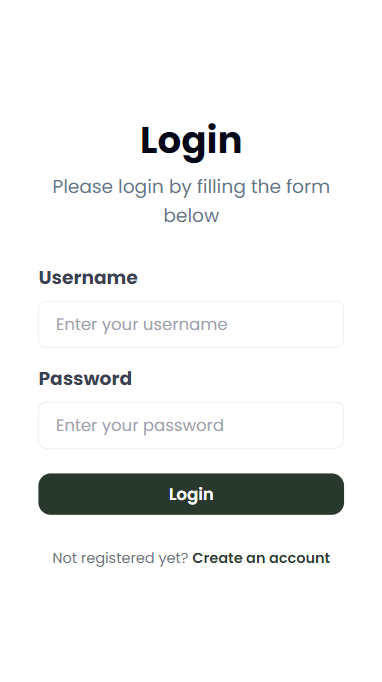 Login
Please login by filling the form
below
Username
Enter your username
Password
Enter your password
Login
Not registered yet? Create an account